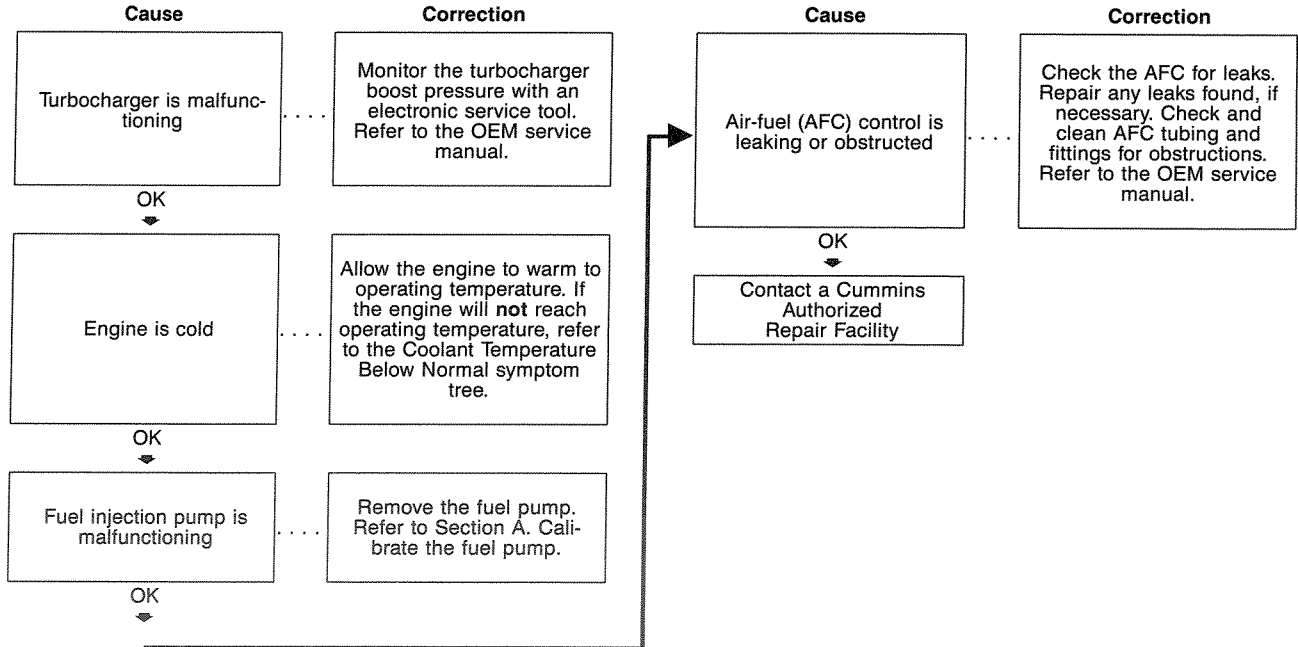 Cause
Correction
Turbocharger is malfunc-
tioning
. . . .
Monitor the turbocharger
boost pressure with an
electronic service tool.
Refer to the OEM service
manual.
OK
Engine is cold
. . . .
Allow the engine to warm to
operating temperature. If
the engine will not reach
operating temperature, refer
to the Coolant Temperature
Below Normal symptom
tree.
OK
Fuel injection pump is
malfunctioning
. . . .
Remove the fuel pump.
Refer to Section A. Cali-
brate the fuel pump.
OK
Cause
Correction
Air-fuel (AFC) control is
leaking or obstructed
. . . .
Check the AFC for leaks.
Repair any leaks found, if
necessary. Check and
clean AFC tubing and
fittings for obstructions.
Refer to the OEM service
manual.
OK
Contact a Cummins
Authorized
Repair Facility